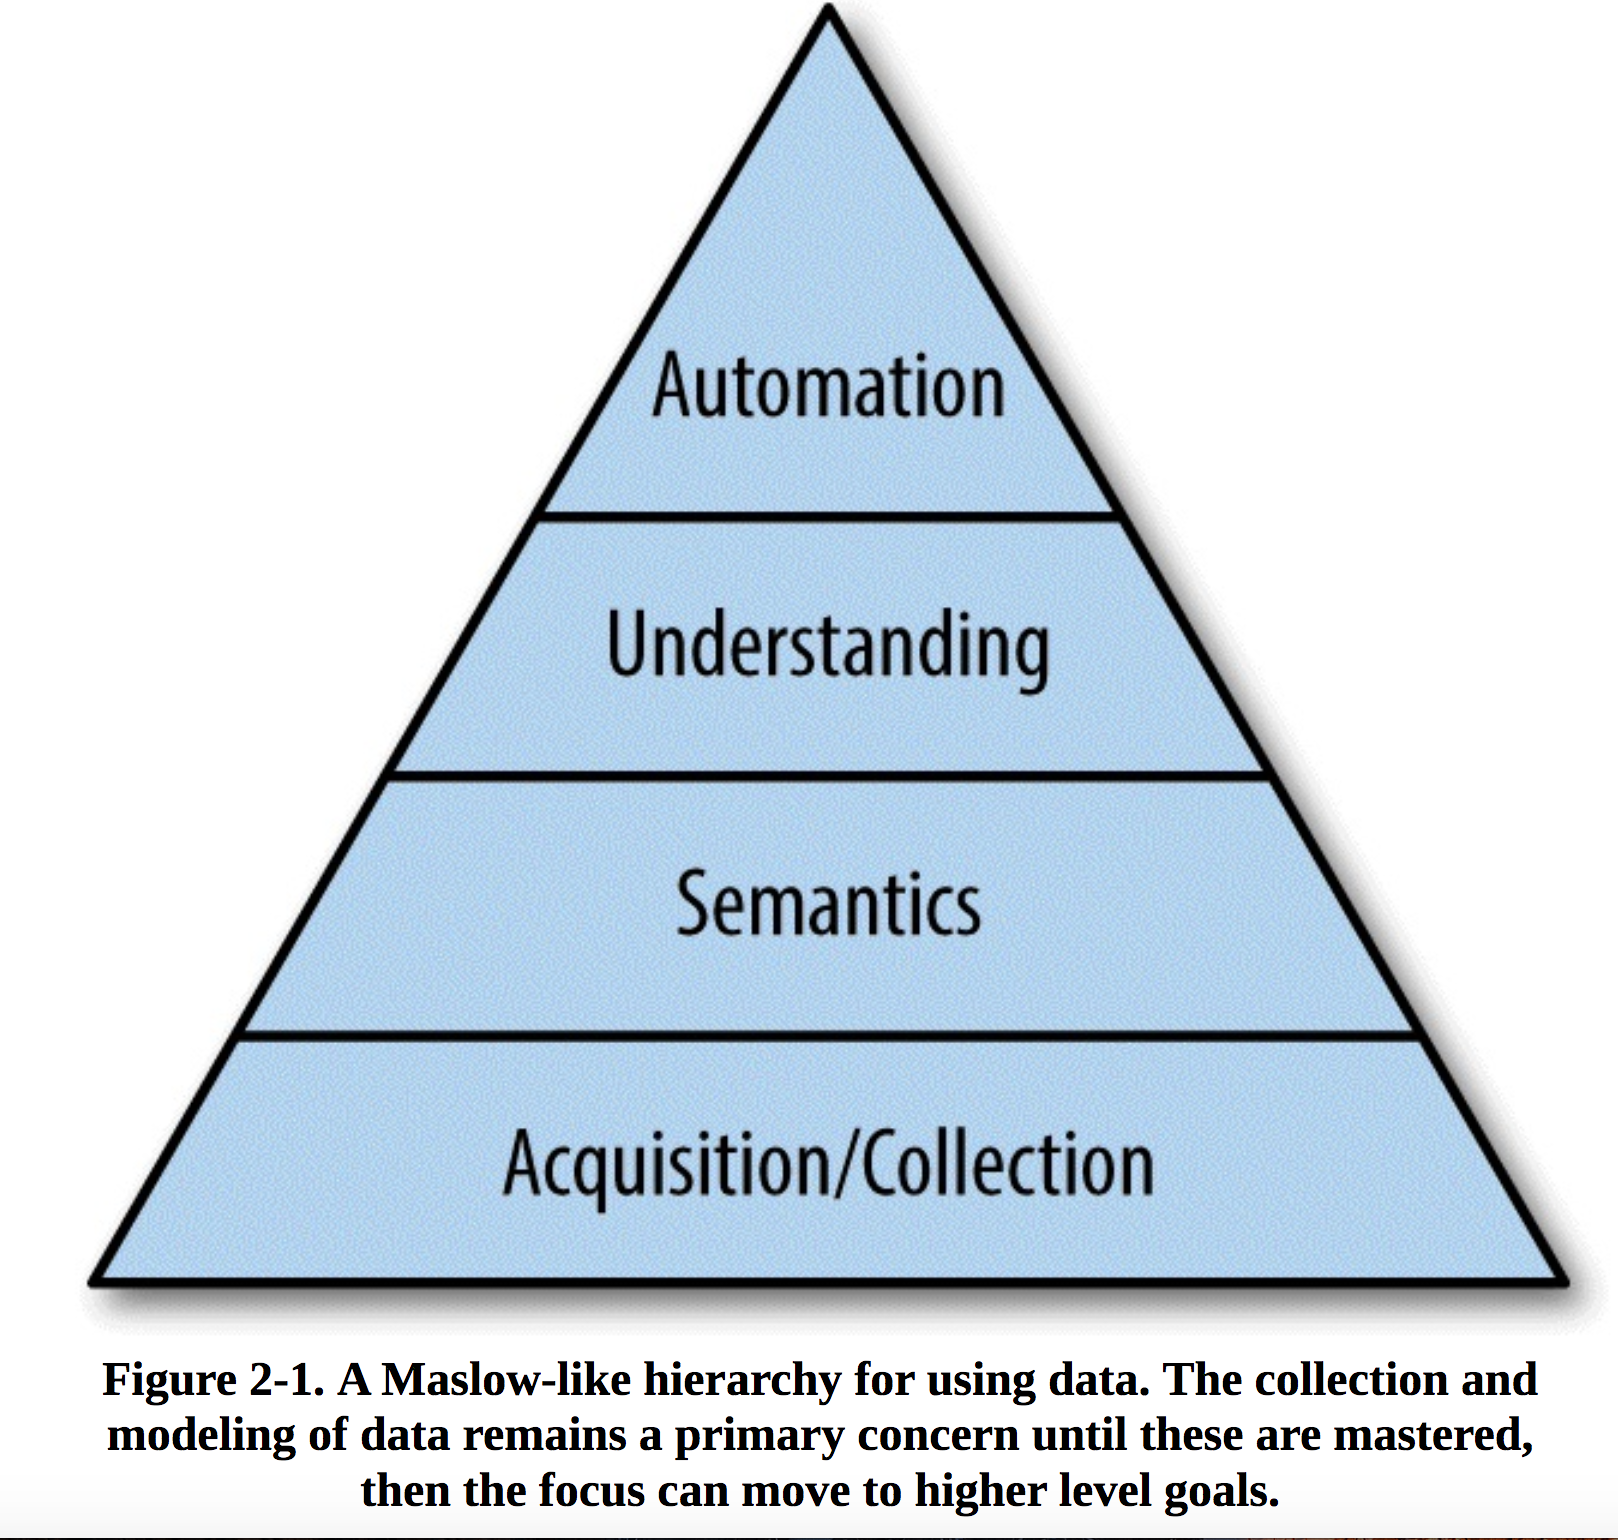 Automation
Understanding
Semantics
Acquisition/Collection
Figure 2-1. A Maslow-like hierarchy for using data. The collection and
modeling of data remains a primary concern until these are mastered,
then the focus can move to higher level goals.